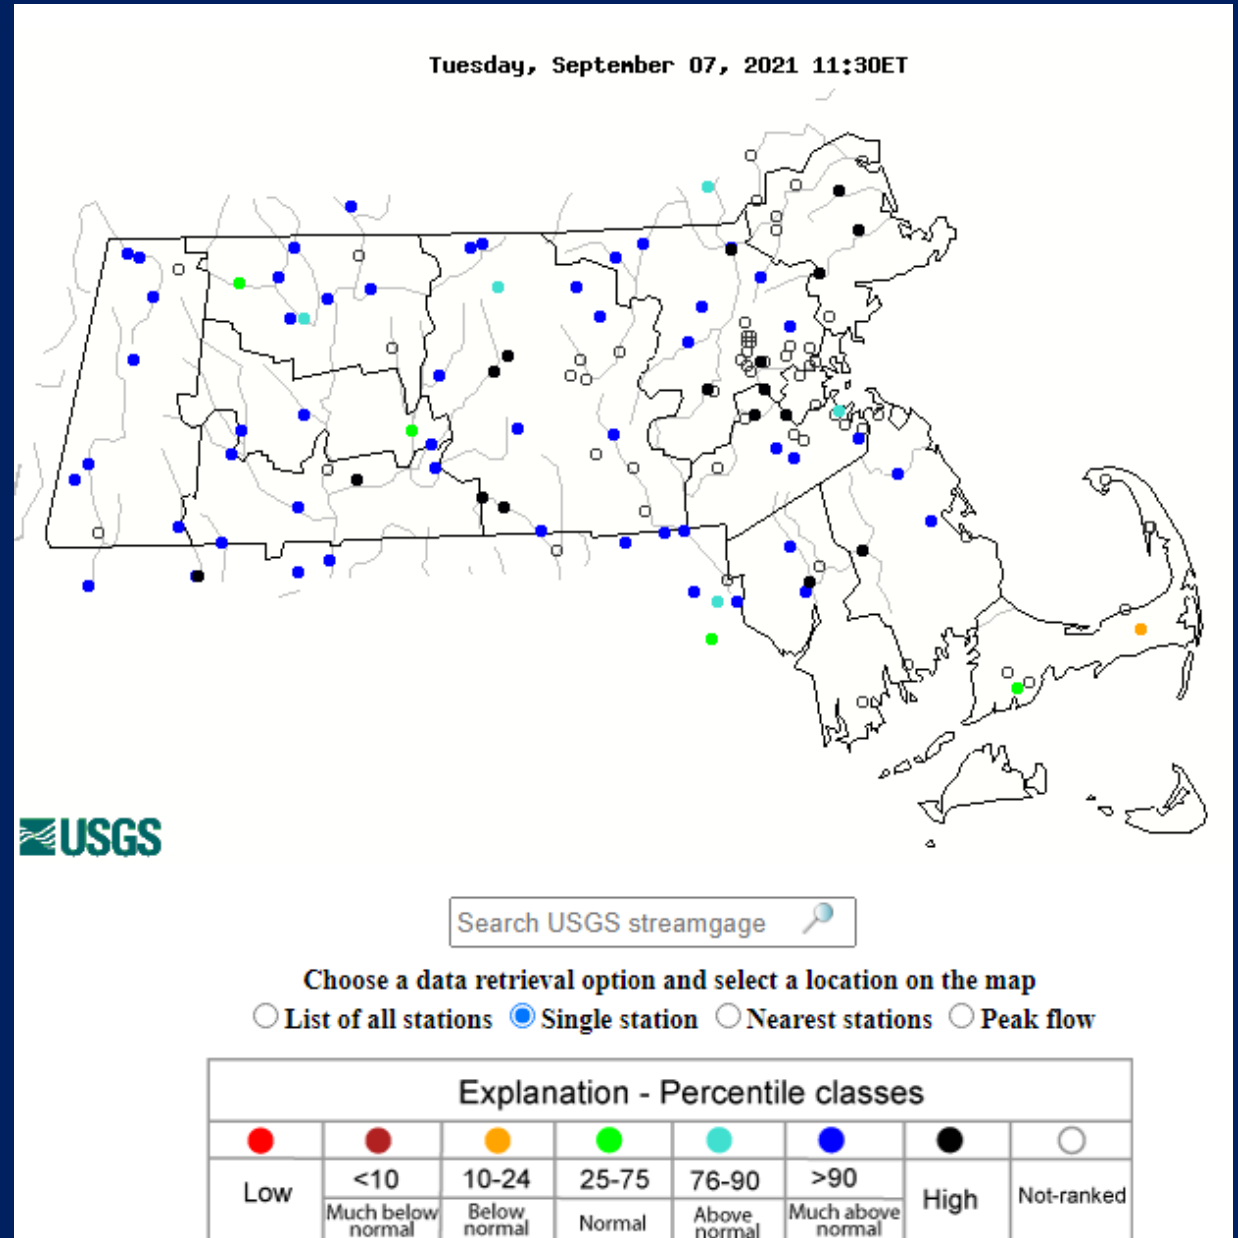 Tuesday, September 07, 2021 11:30ET
USGS
Search USGS streamgage
Choose a data retrieval option and select a location on the map
List of all stations Single station Nearest stations Peak flow
Explanation - Percentile classes
Low <10 10-24 25-75 76-90 >90 High Not-ranked
Much below normal Below normal Normal Above normal Much above normal